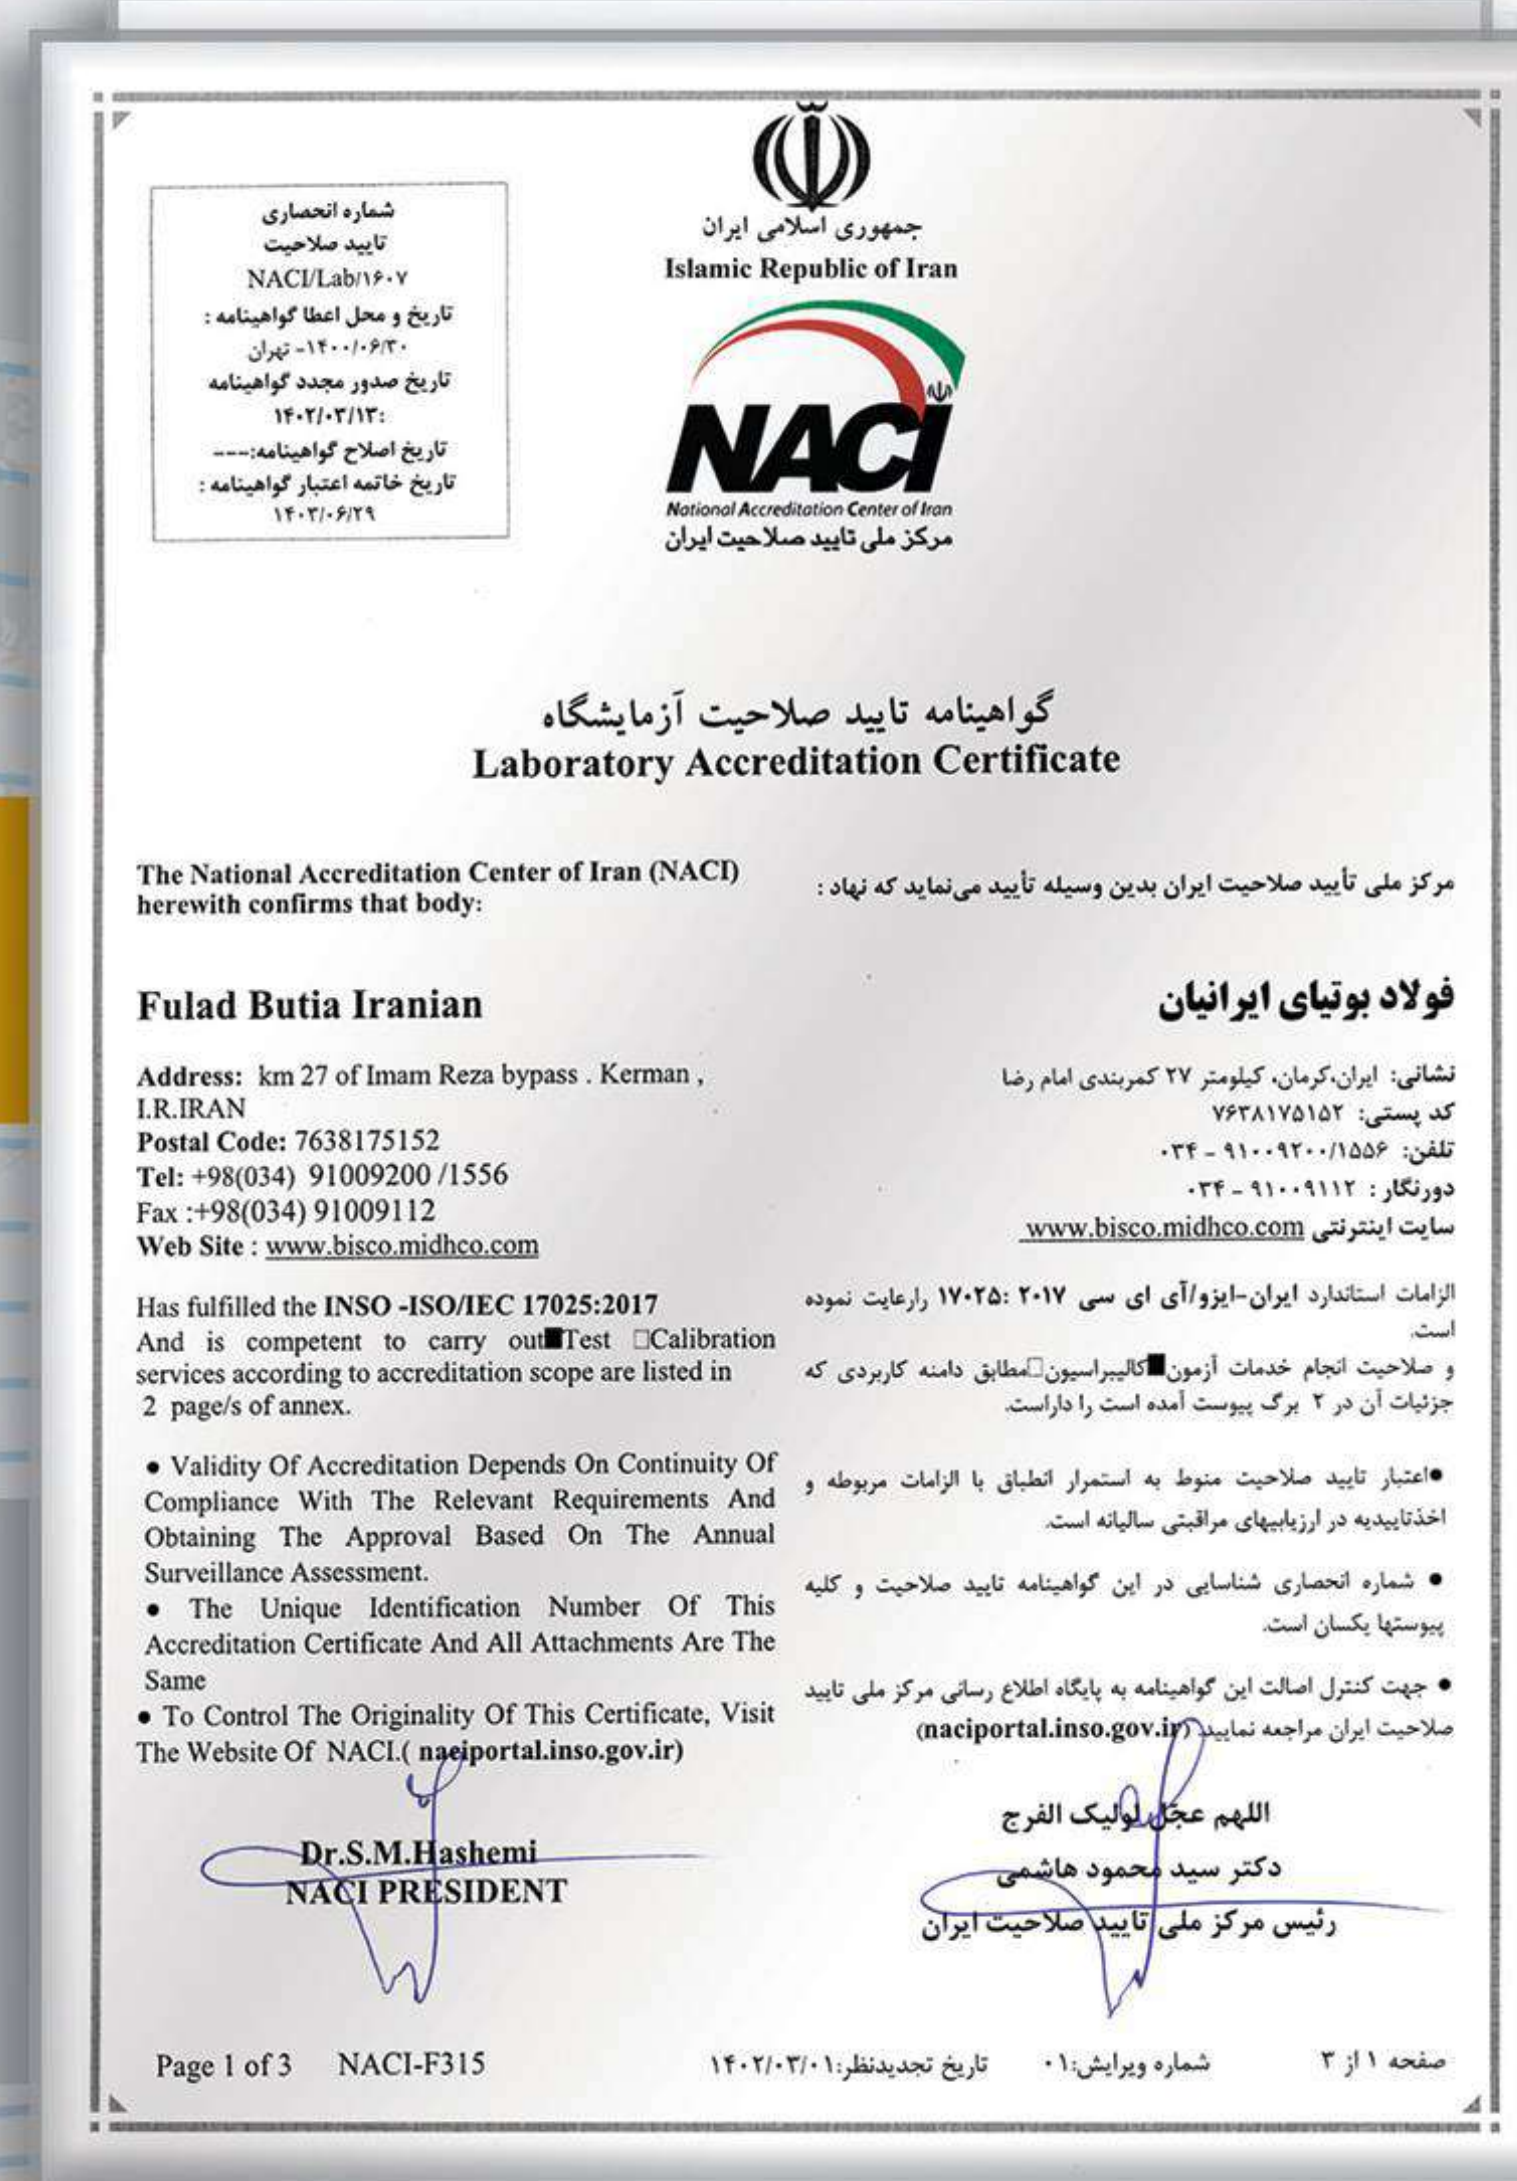 شماره انحصاری
تایید صلاحیت
NACI/Lab/۱۶۰۷
تاریخ و محل اعطا گواهینامه :
۱۴۰۰/۰۶/۳۰- تهران
تاریخ صدور مجدد گواهینامه
:۱۴۰۲/۰۳/۱۳
تاریخ اصلاح گواهینامه:---
تاریخ خاتمه اعتبار گواهینامه :
۱۴۰۳/۰۶/۲۹
جمهوری اسلامی ایران
Islamic Republic of Iran
NACI
National Accreditation Center of Iran
مرکز ملی تایید صلاحیت ایران
گواهینامه تایید صلاحیت آزمایشگاه
Laboratory Accreditation Certificate
The National Accreditation Center of Iran (NACI)
herewith confirms that body:
Fulad Butia Iranian
Address: km 27 of Imam Reza bypass . Kerman ,
I.R.IRAN
Postal Code: 7638175152
Tel: +98(034) 91009200 /1556
Fax :+98(034) 91009112
Web Site : www.bisco.midhco.com
Has fulfilled the INSO -ISO/IEC 17025:2017
And is competent to carry out■Test □Calibration
services according to accreditation scope are listed in
2 page/s of annex.
● Validity Of Accreditation Depends On Continuity Of
Compliance With The Relevant Requirements And
Obtaining The Approval Based On The Annual
Surveillance Assessment.
● The Unique Identification Number Of This
Accreditation Certificate And All Attachments Are The
Same
● To Control The Originality Of This Certificate, Visit
The Website Of NACI.( naciportal.inso.gov.ir)
Dr.S.M.Hashemi
NACI PRESIDENT
مرکز ملی تأیید صلاحیت ایران بدین وسیله تأیید می‌نماید که نهاد :
فولاد بوتیای ایرانیان
نشانی: ایران،کرمان، کیلومتر ۲۷ کمربندی امام رضا
کد پستی: ۷۶۳۸۱۷۵۱۵۲
تلفن: ۹۱۰۰۹۲۰۰/۱۵۵۶ – ۰۳۴
دورنگار : ۹۱۰۰۹۱۱۲ – ۰۳۴
سایت اینترنتی www.bisco.midhco.com
الزامات استاندارد ایران-ایزو/آی ای سی ۲۰۱۷ :۱۷۰۲۵ رارعایت نموده
است.
و صلاحیت انجام خدمات آزمون■کالیبراسیون□مطابق دامنه کاربردی که
جزئیات آن در ۲ برگ پیوست آمده است را داراست.
●اعتبار تایید صلاحیت منوط به استمرار انطباق با الزامات مربوطه و
اخذتاییدیه در ارزیابیهای مراقبتی سالیانه است.
● شماره انحصاری شناسایی در این گواهینامه تایید صلاحیت و کلیه
پیوستها یکسان است.
● جهت کنترل اصالت این گواهینامه به پایگاه اطلاع رسانی مرکز ملی تایید
صلاحیت ایران مراجعه نمایید. (naciportal.inso.gov.ir)
اللهم عجّل لولیک الفرج
دکتر سید محمود هاشمی
رئیس مرکز ملی تایید صلاحیت ایران
Page 1 of 3 NACI-F315
صفحه ۱ از ۳ شماره ویرایش:۰۱ تاریخ تجدیدنظر:۱۴۰۲/۰۳/۰۱